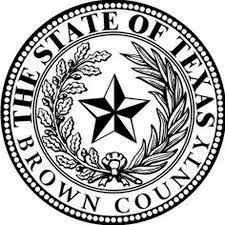 THE STATE OF TEXAS
BROWN COUNTY